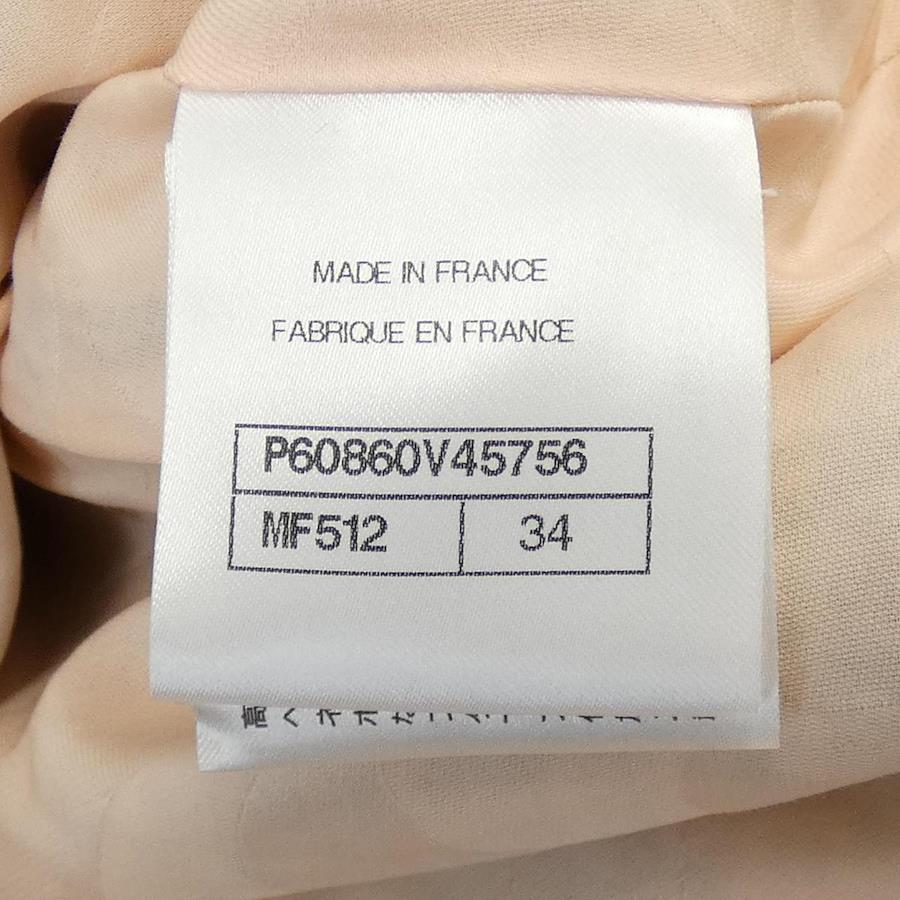 MADE IN FRANCE
FABRIQUE EN FRANCE
P60860V45756
MF512 34